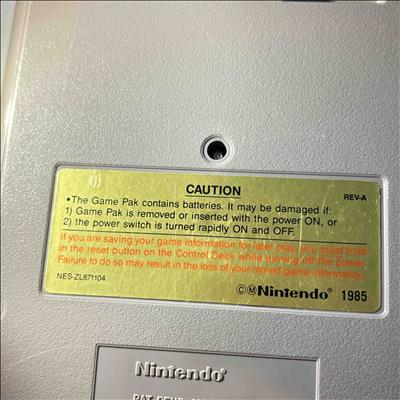 CAUTION
REV-A
•The Game Pak contains batteries. It may be damaged if:
1) Game Pak is removed or inserted with the power ON, or
2) the power switch is turned rapidly ON and OFF.
If you are saving your game information for later play, you must hold
in the reset button on the Control Deck while turning off the power.
Failure to do so may result in the loss of your stored game information.
NES-ZL871104
©ⓂNintendo® 1985
Nintendo®